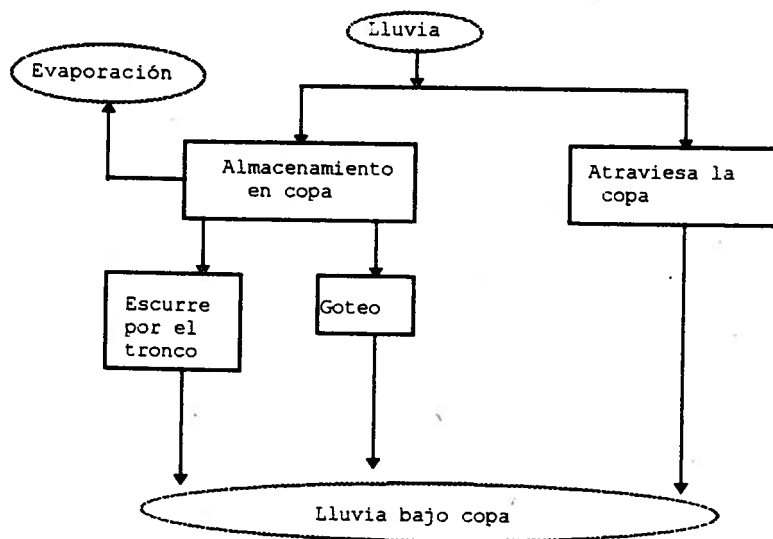 Lluvia
Evaporación
Almacenamiento
en copa
Atraviesa la
copa
Escurre
por el
tronco
Goteo
Lluvia bajo copa